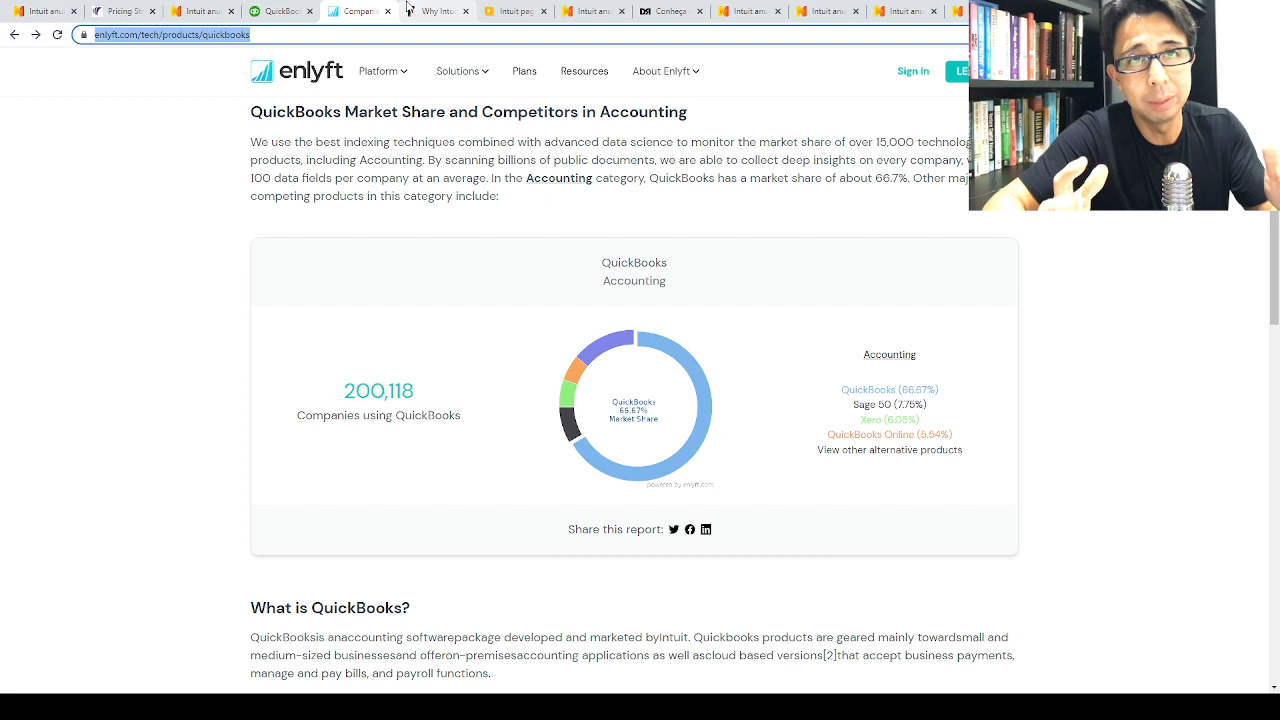 Intuit anu
Pricing St
Intuit anu
QuickBoo
Companie
Why Intu
Intuit pag
Intuit anu
Conheça
Intuit anu
Intuit anu
Intuit anu
enlyft.com/tech/products/quickbooks
enlyft
Platform
Solutions
Plans
Resources
About Enlyft
Sign In
QuickBooks Market Share and Competitors in Accounting
We use the best indexing techniques combined with advanced data science to monitor the market share of over 15,000 technolog
products, including Accounting. By scanning billions of public documents, we are able to collect deep insights on every company,
100 data fields per company at an average. In the Accounting category, QuickBooks has a market share of about 66.7%. Other maj
competing products in this category include:
QuickBooks
Accounting
200,118
Companies using QuickBooks
QuickBooks
66.67%
Market Share
powered by enlyft.com
Accounting
QuickBooks (66.67%)
Sage 50 (7.75%)
Xero (6.05%)
QuickBooks Online (5.54%)
View other alternative products
Share this report:
What is QuickBooks?
QuickBooksis anaccounting softwarepackage developed and marketed byIntuit. Quickbooks products are geared mainly towardsmall and
medium-sized businessesand offeron-premisesaccounting applications as well ascloud based versions[2]that accept business payments,
manage and pay bills, and payroll functions.